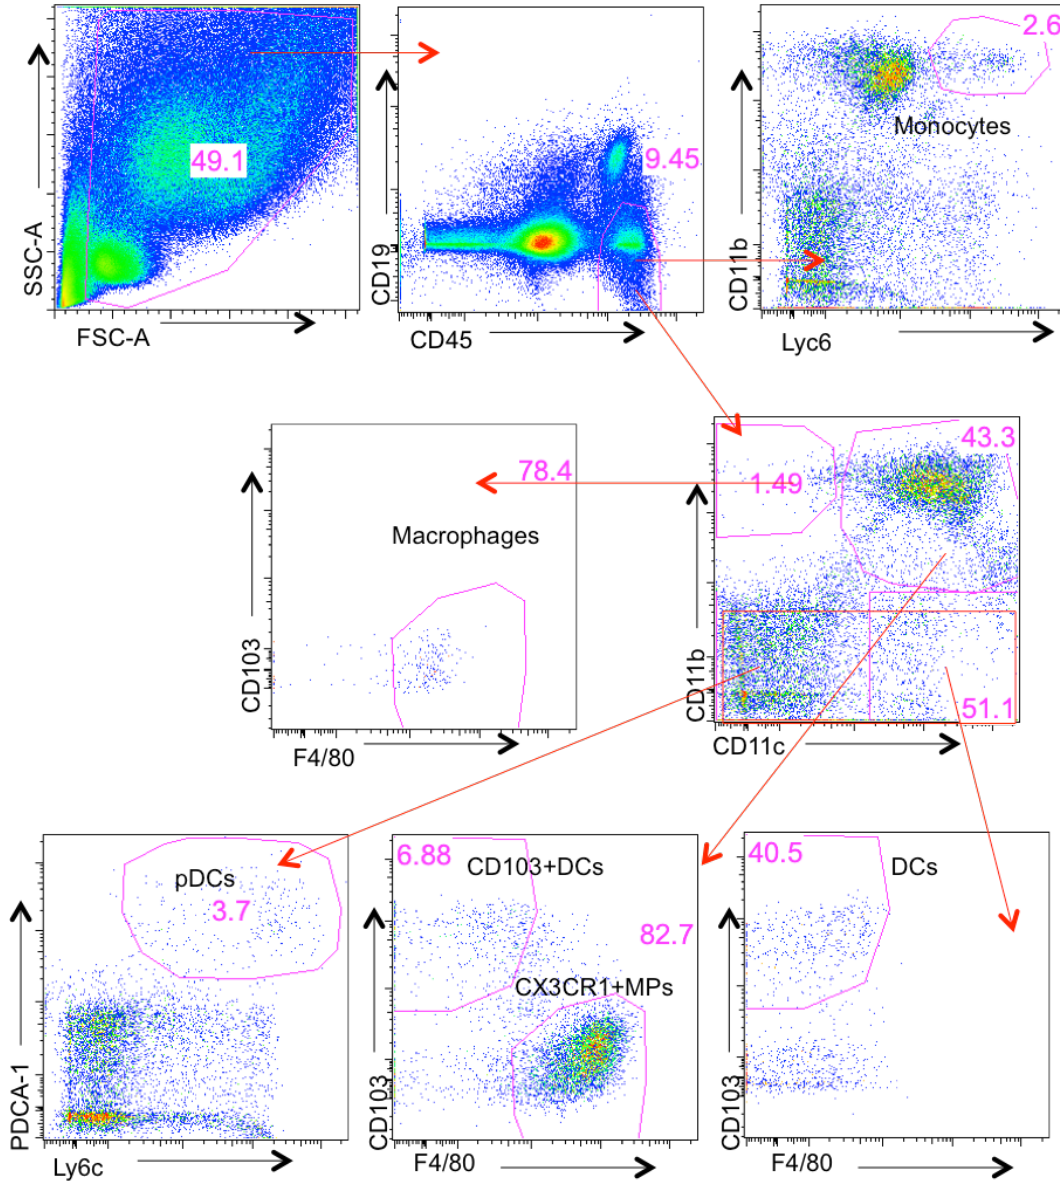 49.1
SSC-A
FSC-A
9.45
CD19
CD45
2.6
Monocytes
CD11b
Lyc6
78.4
Macrophages
CD103
F4/80
43.3
1.49
CD11b
51.1
CD11c
pDCs
3.7
PDCA-1
Ly6c
6.88
CD103+DCs
82.7
CX3CR1+MPs
CD103
F4/80
40.5
DCs
CD103
F4/80